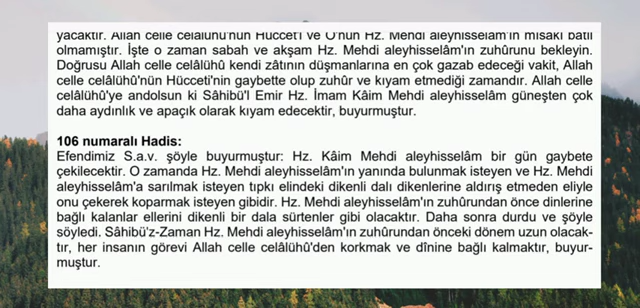 yacaktır. Allah celle celâlühü'nün Hücceti ve O'nun Hz. Mehdi aleyhisselâm'ın misâkı bâtıl
olmamıştır. İşte o zaman sabah ve akşam Hz. Mehdi aleyhisselâm'ın zuhûrunu bekleyin.
Doğrusu Allah celle celâlühû kendi zâtının düşmanlarına en çok gazab edeceği vakit, Allah
celle celâlühü'nün Hücceti'nin gaybette olup zuhûr ve kıyam etmediği zamandır. Allah celle
celâlühü'ye andolsun ki Sâhibü'l Emir Hz. İmam Kâim Mehdi aleyhisselâm güneşten çok
daha aydınlık ve apaçık olarak kıyam edecektir, buyurmuştur.
106 numaralı Hadis:
Efendimiz S.a.v. şöyle buyurmuştur: Hz. Kâim Mehdi aleyhisselâm bir gün gaybete
çekilecektir. O zamanda Hz. Mehdi aleyhisselâm'ın yanında bulunmak isteyen ve Hz. Mehdi
aleyhisselâm'a sarılmak isteyen tıpkı elindeki dikenli dalı dikenlerine aldırış etmeden eliyle
onu çekerek koparmak isteyen gibidir. Hz. Mehdi aleyhisselâm'ın zuhûrundan önce dinlerine
bağlı kalanlar ellerini dikenli bir dala sürtenler gibi olacaktır. Daha sonra durdu ve şöyle
söyledi. Sâhibü'z-Zaman Hz. Mehdi aleyhisselâm'ın zuhûrundan önceki dönem uzun olacak-
tır, her insanın görevi Allah celle celâlühü'den korkmak ve dînine bağlı kalmaktır, buyur-
muştur.